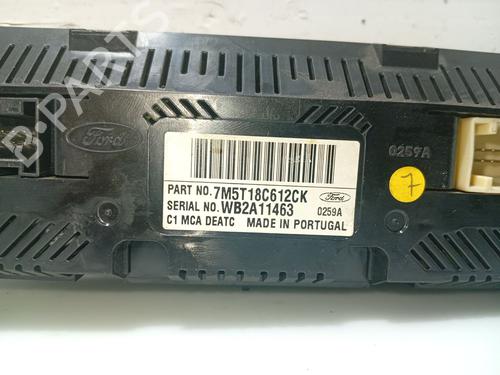 B-PARTS
Ford
0259A
7
PART NO. 7M5T18C612CK
Ford
SERIAL NO. WB2A11463
0259A
C1 MCA DEATC MADE IN PORTUGAL